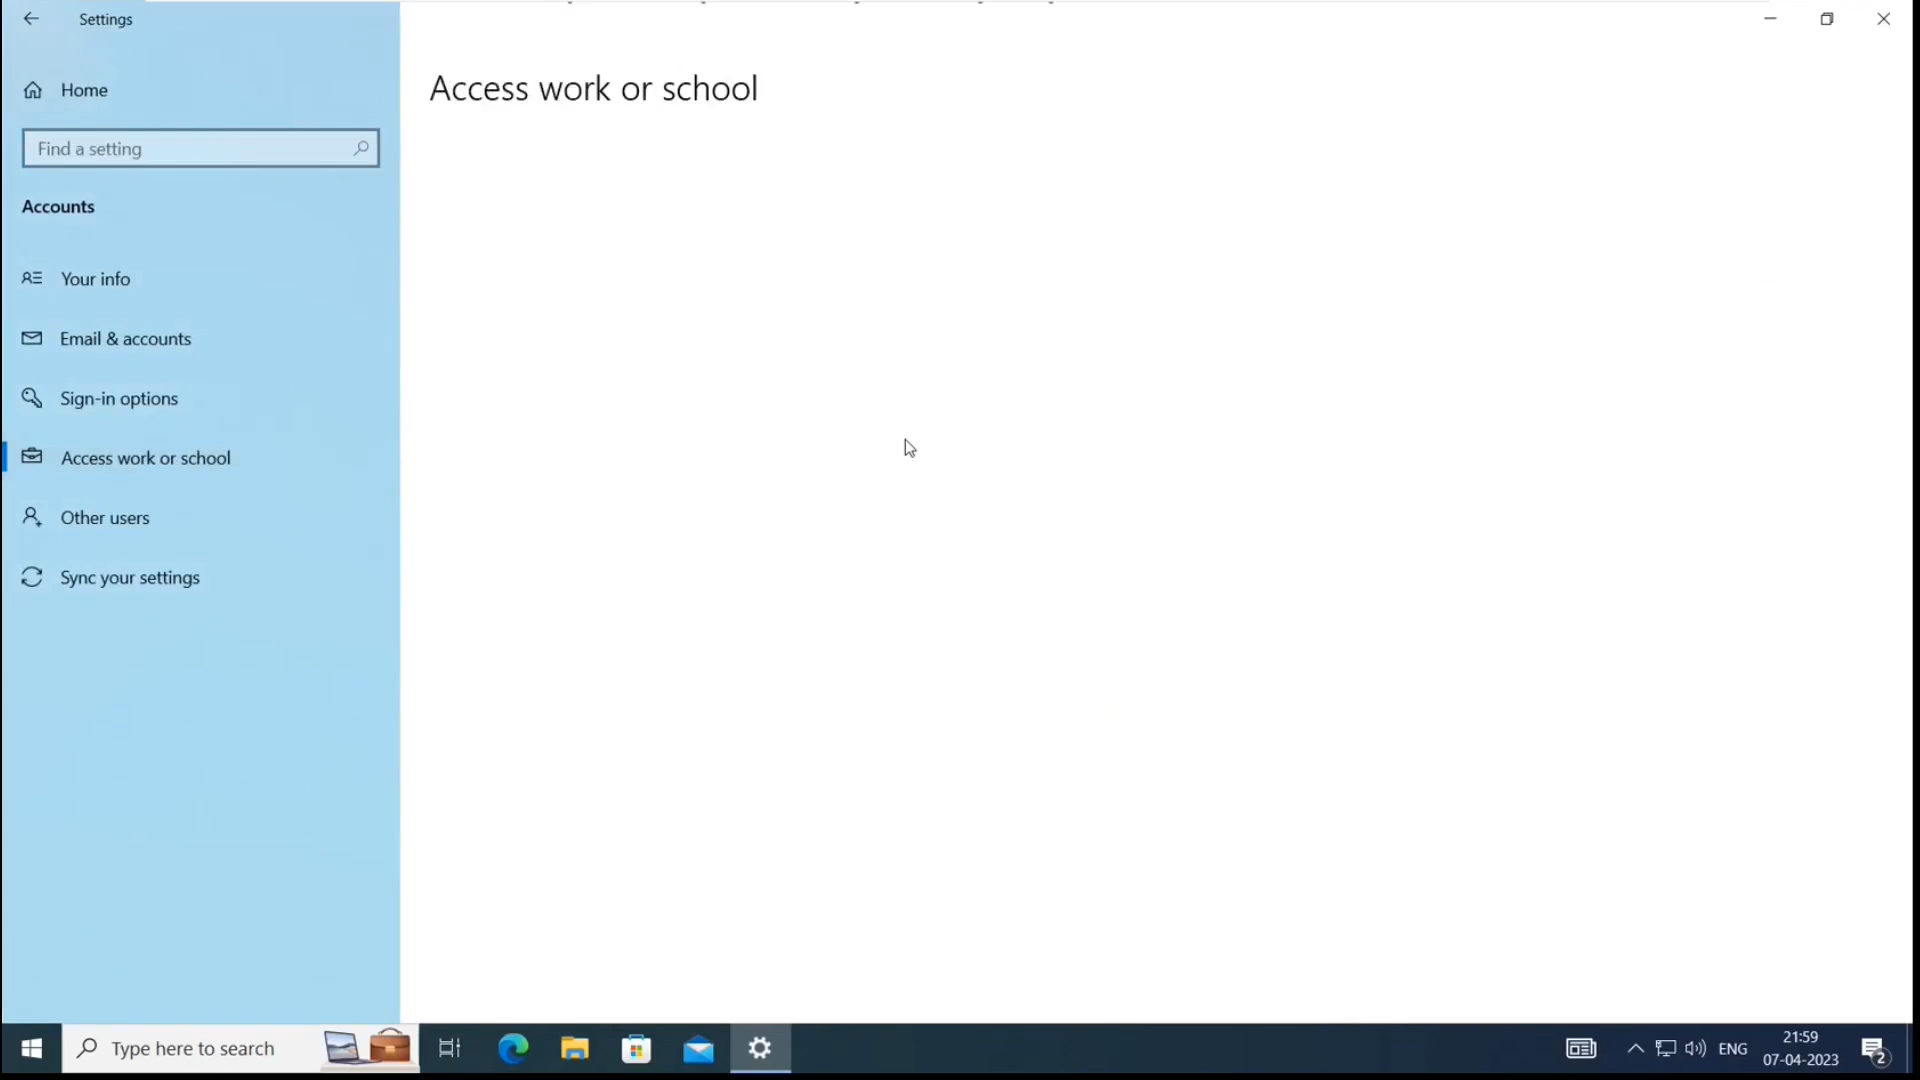 Settings
Home
Find a setting
Accounts
Your info
Email & accounts
Sign-in options
Access work or school
Other users
Sync your settings
Access work or school
Type here to search
ENG
21:59
07-04-2023
2